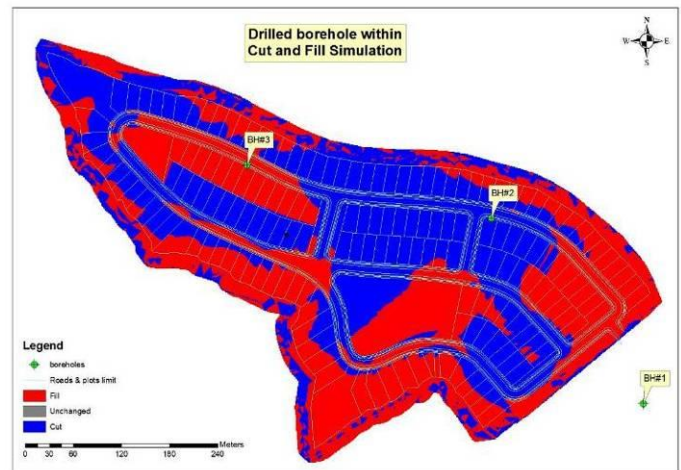 Drilled borehole within
Cut and Fill Simulation
N
W E
S
BH#3
BH#2
BH#1
Legend
boreholes
Roads & plots limit
Fill
Unchanged
Cut
Meters
0 30 60 120 180 240